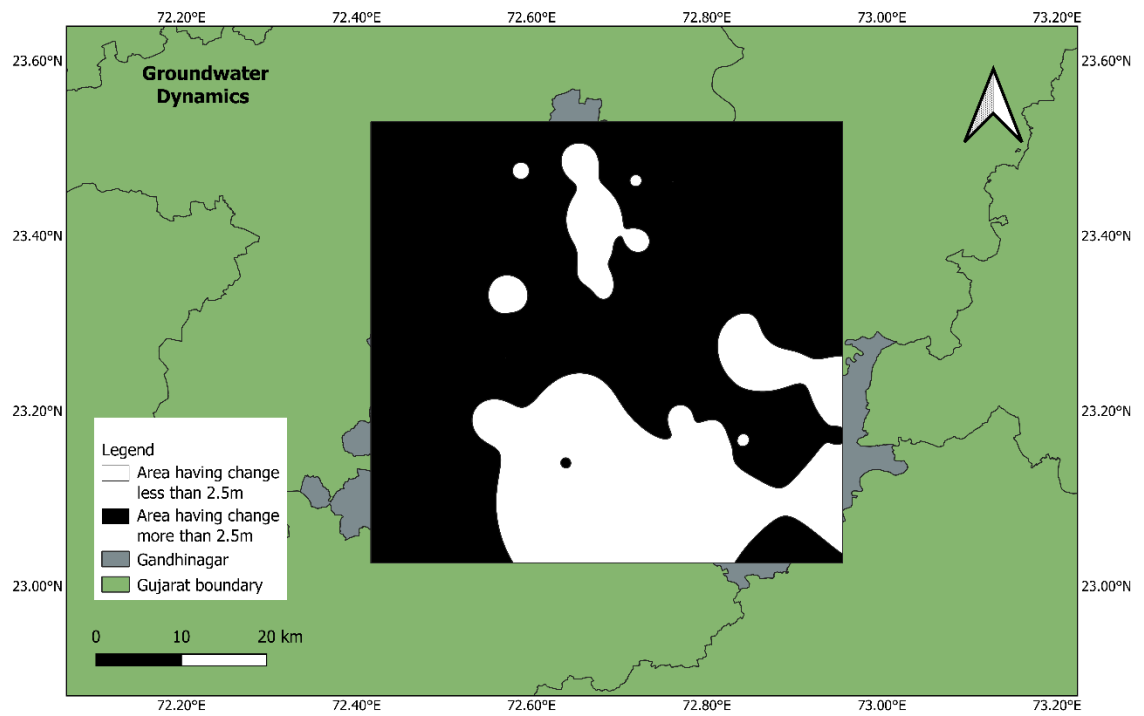 72.20°E 72.40°E 72.60°E 72.80°E 73.00°E 73.20°E
23.60°N 23.60°N
Groundwater
Dynamics
23.40°N 23.40°N
23.20°N 23.20°N
Legend
Area having change
less than 2.5m
Area having change
more than 2.5m
Gandhinagar
Gujarat boundary
23.00°N 23.00°N
0 10 20 km
72.20°E 72.40°E 72.60°E 72.80°E 73.00°E 73.20°E